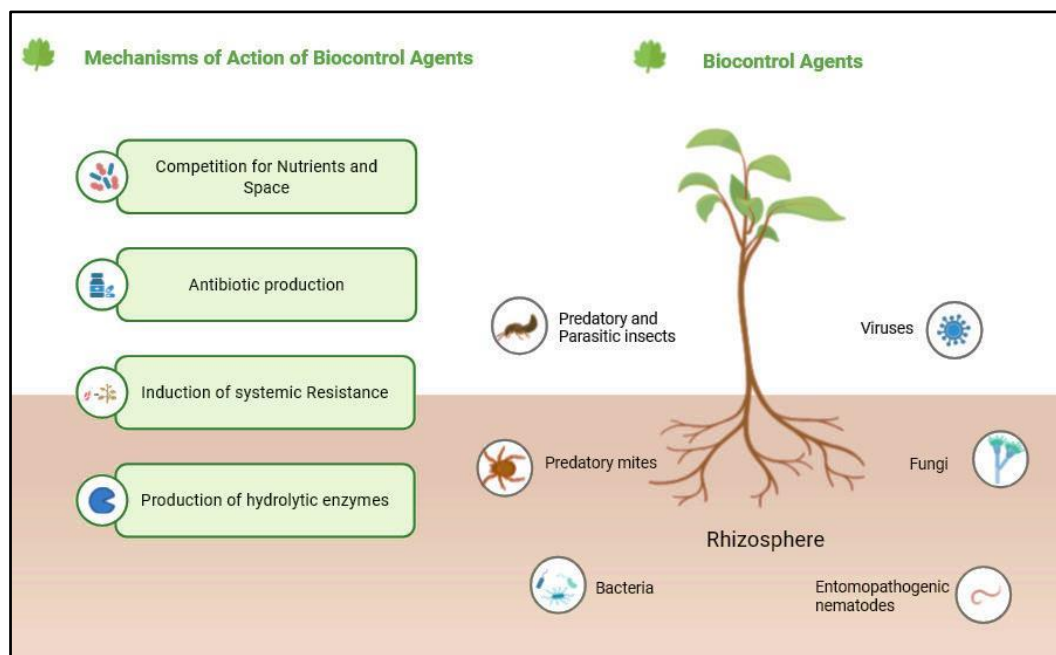 Mechanisms of Action of Biocontrol Agents
Competition for Nutrients and
Space
Antibiotic production
Induction of systemic Resistance
Production of hydrolytic enzymes
Biocontrol Agents
Predatory and
Parasitic insects
Viruses
Predatory mites
Fungi
Rhizosphere
Bacteria
Entomopathogenic
nematodes